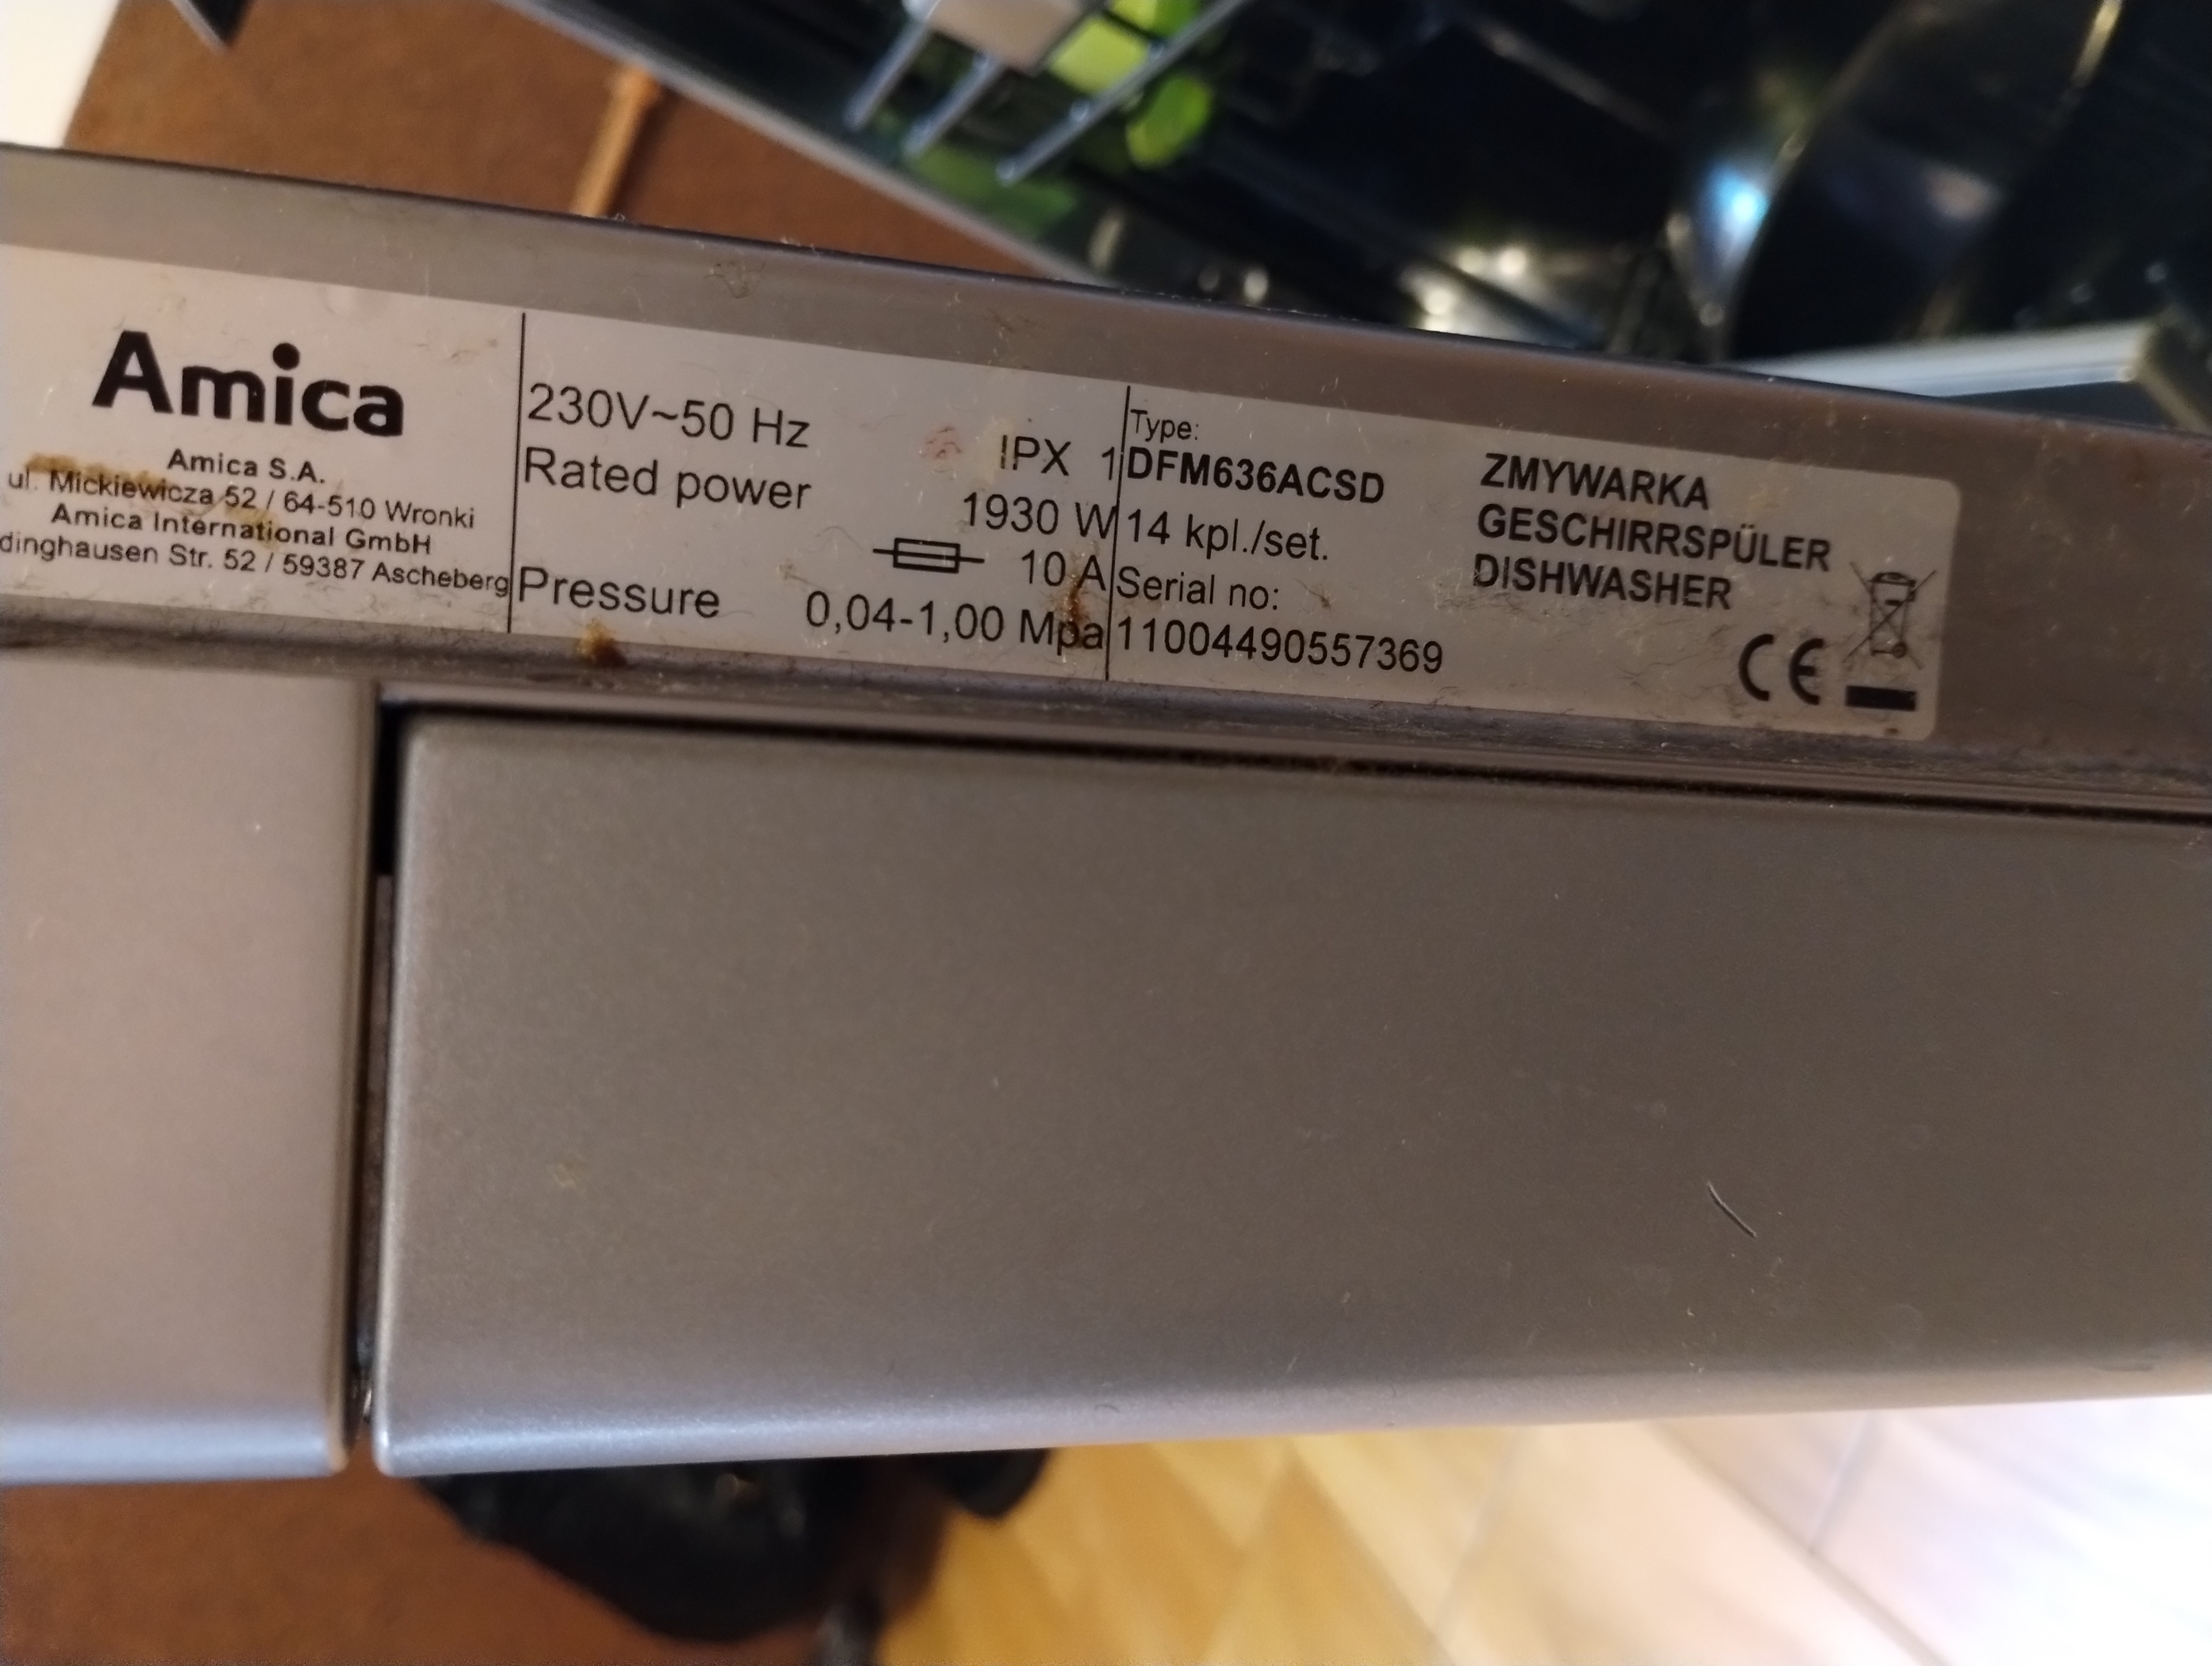 Amica
Amica S.A.
ul. Mickiewicza 52 / 64-510 Wronki
Amica International GmbH
dinghausen Str. 52 / 59387 Ascheberg
230V~50 Hz
IPX 1
Rated power
1930 W
10 A
Pressure
0,04-1,00 Mpa
Type:
DFM636ACSD
14 kpl./set.
Serial no:
11004490557369
ZMYWARKA
GESCHIRRSPÜLER
DISHWASHER
CE